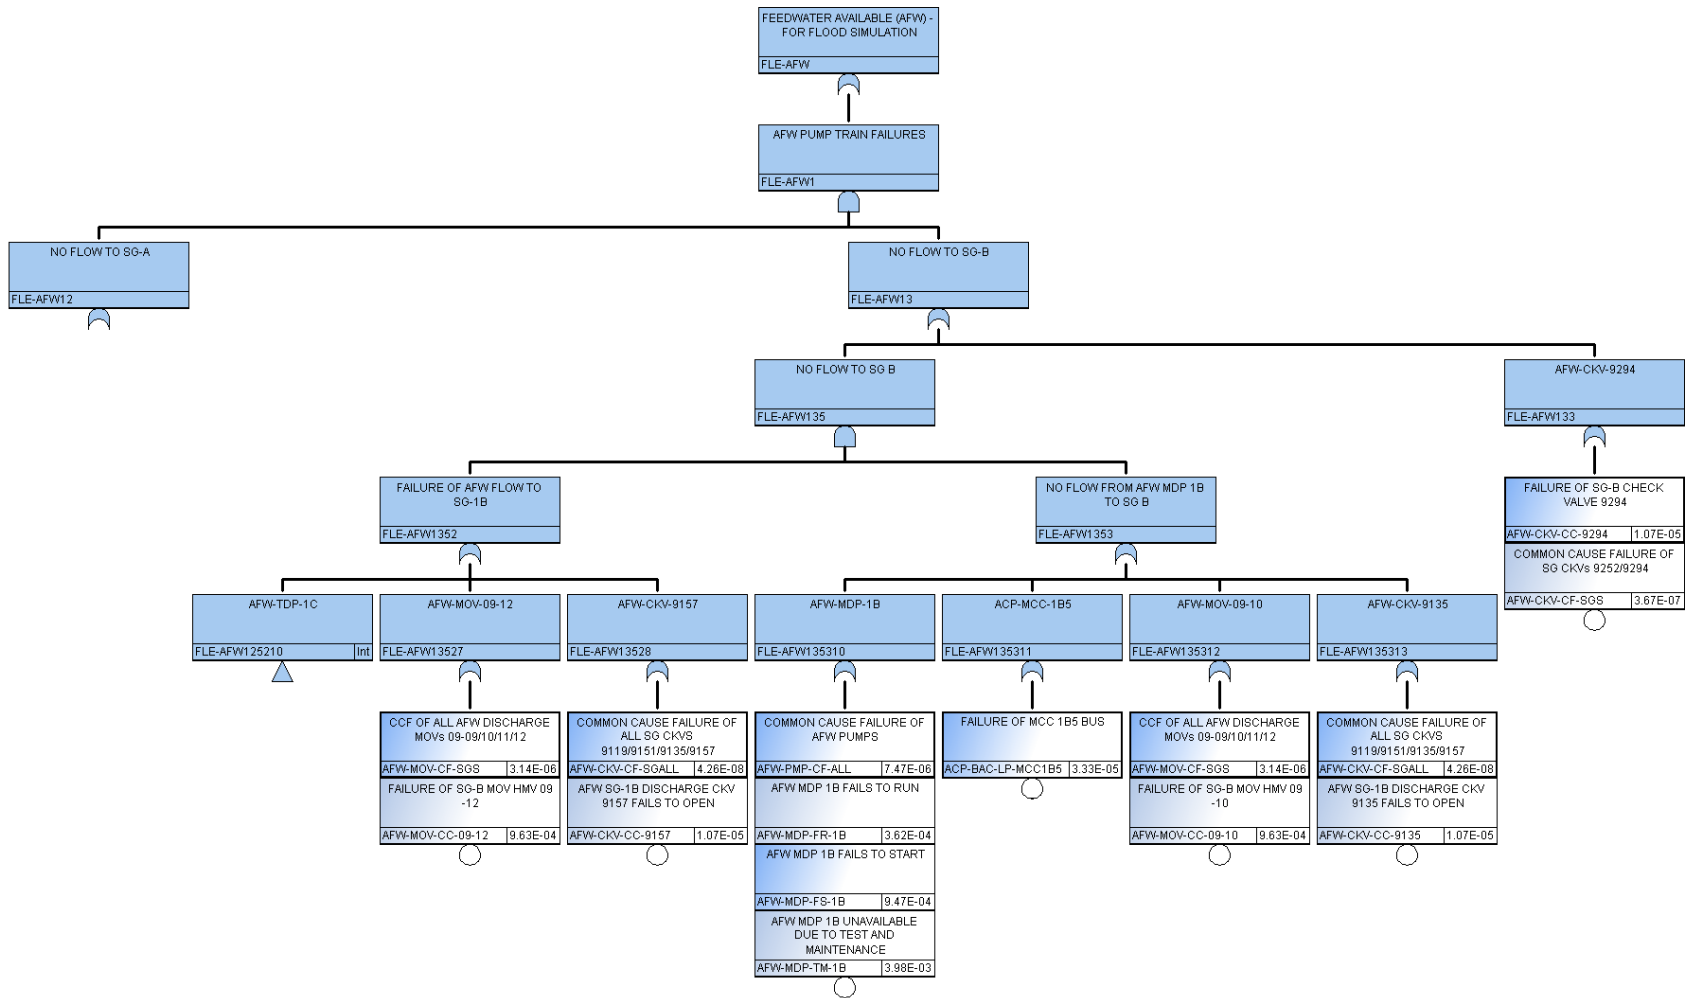 FEEDWATER AVAILABLE (AFW) -
FOR FLOOD SIMULATION
FLE-AFW
AFW PUMP TRAIN FAILURES
FLE-AFW1
NO FLOW TO SG-A
FLE-AFW12
NO FLOW TO SG-B
FLE-AFW13
NO FLOW TO SG B
FLE-AFW135
AFW-CKV-9294
FLE-AFW133
FAILURE OF AFW FLOW TO
SG-1B
FLE-AFW1352
NO FLOW FROM AFW MDP 1B
TO SG B
FLE-AFW1353
FAILURE OF SG-B CHECK
VALVE 9294
AFW-CKV-CC-9294 1.07E-05
COMMON CAUSE FAILURE OF
SG CKVs 9252/9294
AFW-CKV-CF-SGS 3.67E-07
AFW-TDP-1C
FLE-AFW125210 Int
AFW-MOV-09-12
FLE-AFW13527
AFW-CKV-9157
FLE-AFW13528
AFW-MDP-1B
FLE-AFW135310
ACP-MCC-1B5
FLE-AFW135311
AFW-MOV-09-10
FLE-AFW135312
AFW-CKV-9135
FLE-AFW135313
CCF OF ALL AFW DISCHARGE
MOVs 09-09/10/11/12
AFW-MOV-CF-SGS 3.14E-06
FAILURE OF SG-B MOV HMV 09
-12
AFW-MOV-CC-09-12 9.63E-04
COMMON CAUSE FAILURE OF
ALL SG CKVS
9119/9151/9135/9157
AFW-CKV-CF-SGALL 4.26E-08
AFW SG-1B DISCHARGE CKV
9157 FAILS TO OPEN
AFW-CKV-CC-9157 1.07E-05
COMMON CAUSE FAILURE OF
AFW PUMPS
AFW-PMP-CF-ALL 7.47E-06
AFW MDP 1B FAILS TO RUN
AFW-MDP-FR-1B 3.62E-04
AFW MDP 1B FAILS TO START
AFW-MDP-FS-1B 9.47E-04
AFW MDP 1B UNAVAILABLE
DUE TO TEST AND
MAINTENANCE
AFW-MDP-TM-1B 3.98E-03
FAILURE OF MCC 1B5 BUS
ACP-BAC-LP-MCC1B5 3.33E-05
CCF OF ALL AFW DISCHARGE
MOVs 09-09/10/11/12
AFW-MOV-CF-SGS 3.14E-06
FAILURE OF SG-B MOV HMV 09
-10
AFW-MOV-CC-09-10 9.63E-04
COMMON CAUSE FAILURE OF
ALL SG CKVS
9119/9151/9135/9157
AFW-CKV-CF-SGALL 4.26E-08
AFW SG-1B DISCHARGE CKV
9135 FAILS TO OPEN
AFW-CKV-CC-9135 1.07E-05